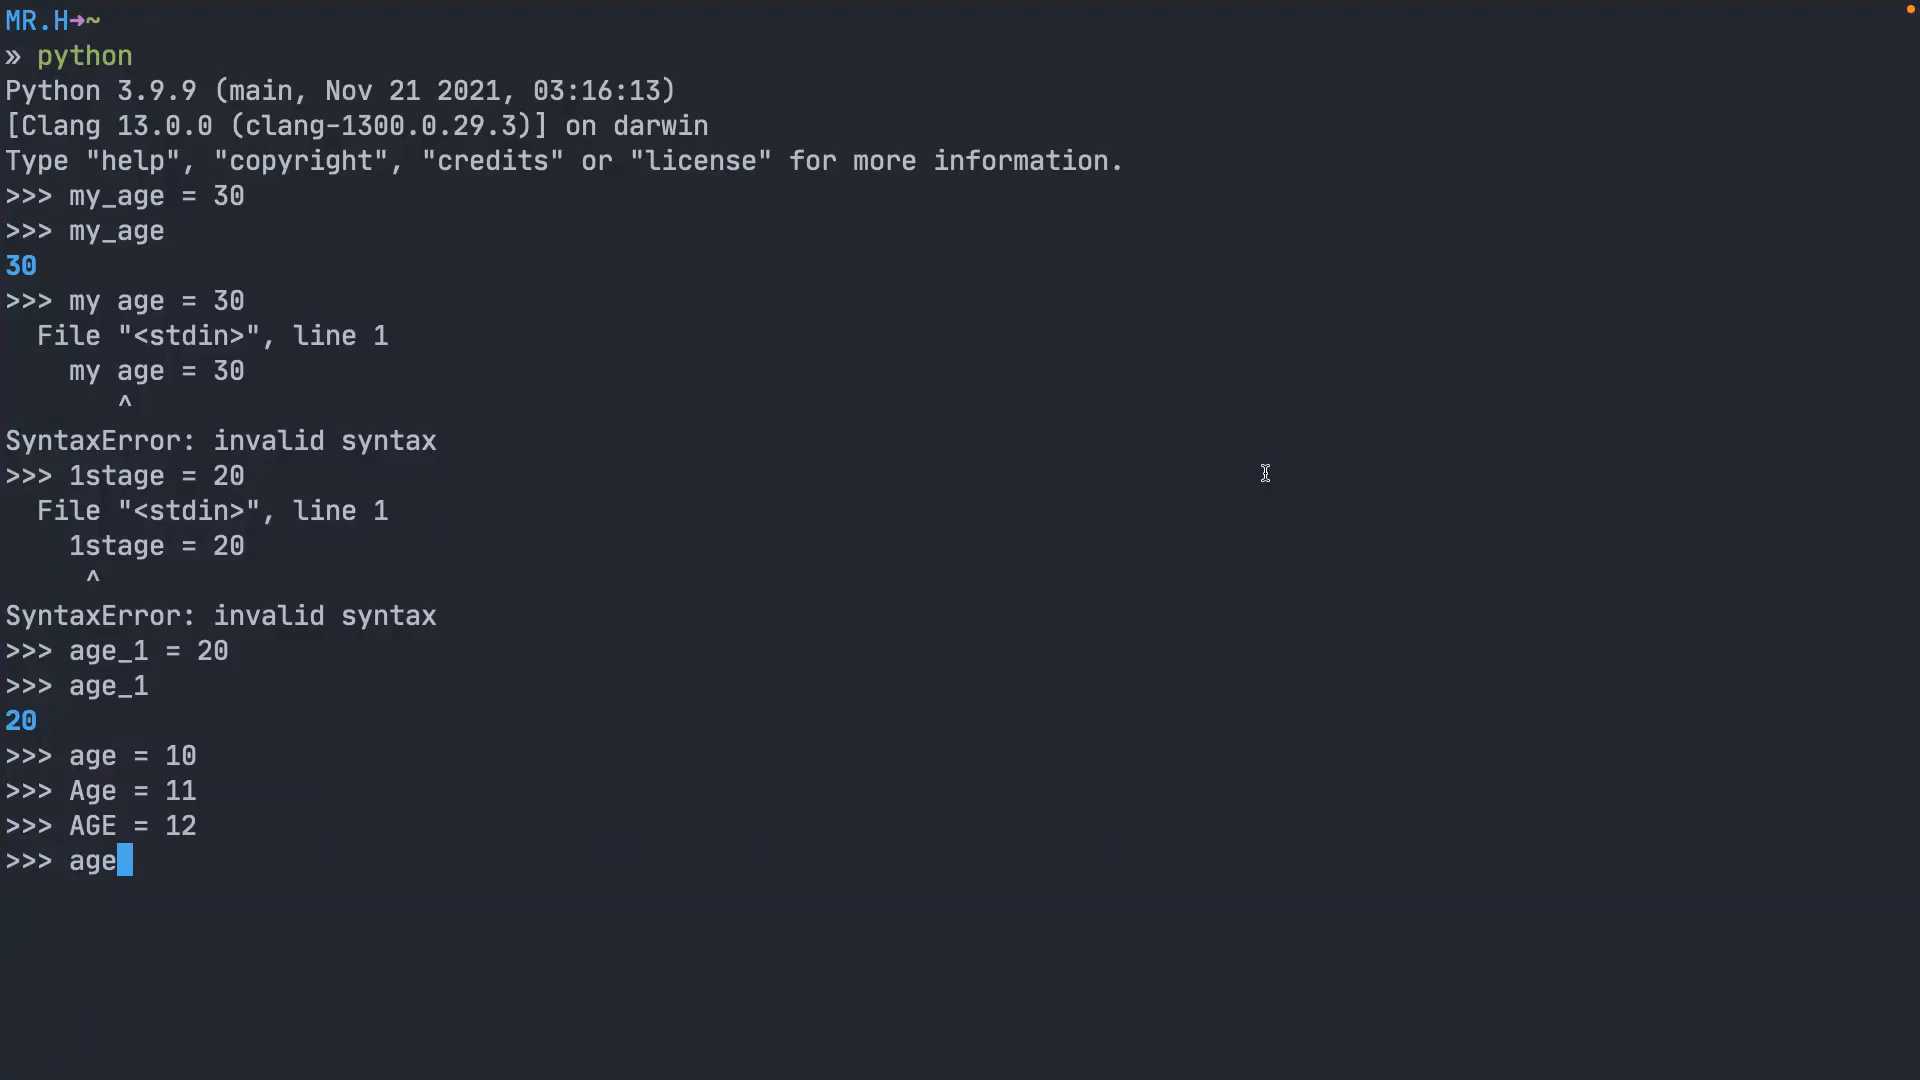 MR.H→~
» python
Python 3.9.9 (main, Nov 21 2021, 03:16:13)
[Clang 13.0.0 (clang-1300.0.29.3)] on darwin
Type "help", "copyright", "credits" or "license" for more information.
>>> my_age = 30
>>> my_age
30
>>> my age = 30
  File "<stdin>", line 1
    my age = 30
       ^
SyntaxError: invalid syntax
>>> 1stage = 20
  File "<stdin>", line 1
    1stage = 20
     ^
SyntaxError: invalid syntax
>>> age_1 = 20
>>> age_1
20
>>> age = 10
>>> Age = 11
>>> AGE = 12
>>> age